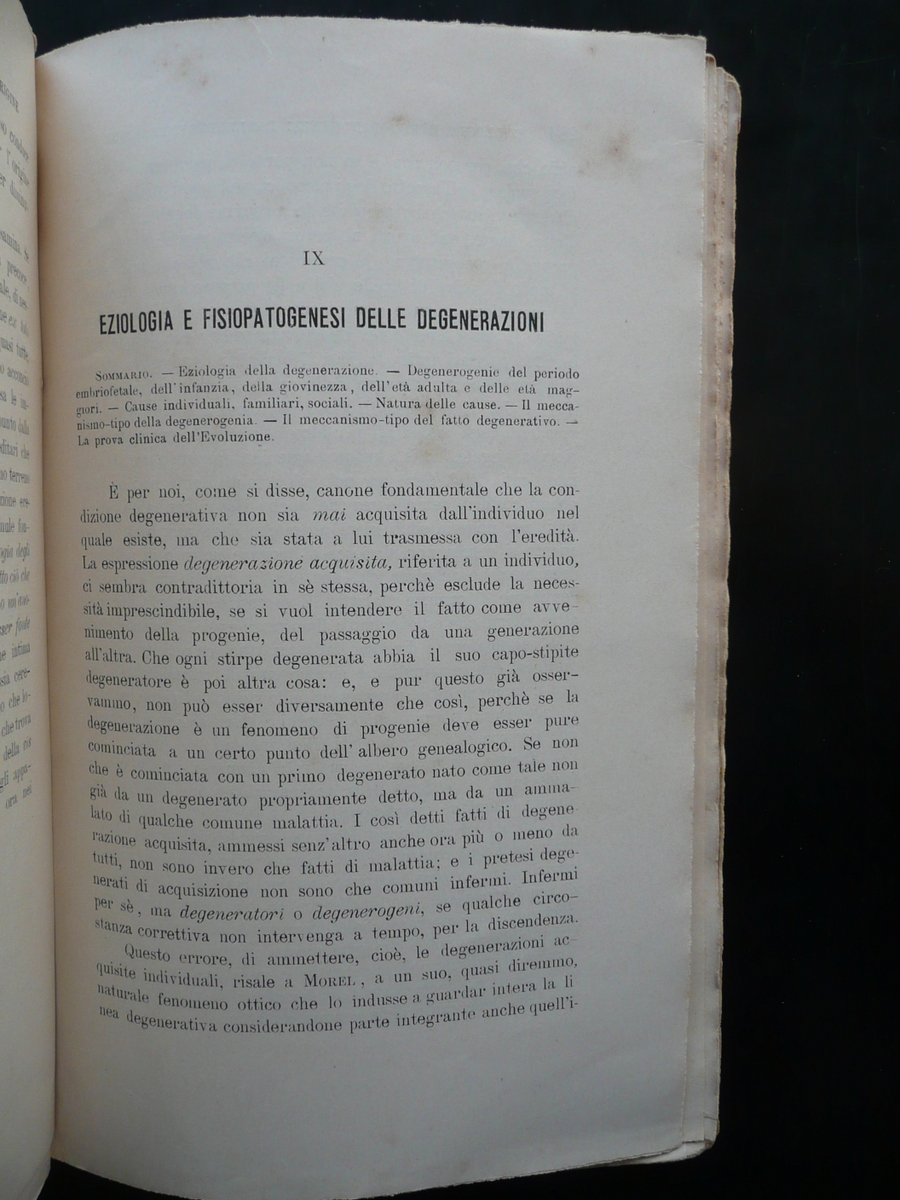 RIGINE
l'origine
IX
EZIOLOGIA E FISIOPATOGENESI DELLE DEGENERAZIONI
Sommario. — Eziologia della degenerazione. — Degenerogenie del periodo
embriofetale, dell'infanzia, della giovinezza, dell'età adulta e delle età mag-
giori. — Cause individuali, familiari, sociali. — Natura delle cause. — Il mecca-
nismo-tipo della degenerogenia. — Il meccanismo-tipo del fatto degenerativo. —
La prova clinica dell'Evoluzione.
È per noi, come si disse, canone fondamentale che la con-
dizione degenerativa non sia mai acquisita dall'individuo nel
quale esiste, ma che sia stata a lui trasmessa con l'eredità.
La espressione degenerazione acquisita, riferita a un individuo,
ci sembra contradittoria in sè stessa, perchè esclude la neces-
sità imprescindibile, se si vuol intendere il fatto come avve-
nimento della progenie, del passaggio da una generazione
all'altra. Che ogni stirpe degenerata abbia il suo capo-stipite
degeneratore è poi altra cosa: e, e pur questo già osser-
vammo, non può esser diversamente che così, perchè se la
degenerazione è un fenomeno di progenie deve esser pure
cominciata a un certo punto dell'albero genealogico. Se non
che è cominciata con un primo degenerato nato come tale non
già da un degenerato propriamente detto, ma da un amma-
lato di qualche comune malattia. I così detti fatti di degene
razione acquisita, ammessi senz'altro anche ora più o meno da
tutti, non sono invero che fatti di malattia; e i pretesi dege-
nerati di acquisizione non sono che comuni infermi. Infermi
per sè, ma degeneratori o degenerogeni, se qualche circo-
stanza correttiva non intervenga a tempo, per la discendenza.
Questo errore, di ammettere, cioè, le degenerazioni ac-
quisite individuali, risale a Morel, a un suo, quasi diremmo,
naturale fenomeno ottico che lo indusse a guardar intera la li
nea degenerativa considerandone parte integrante anche quell'i-